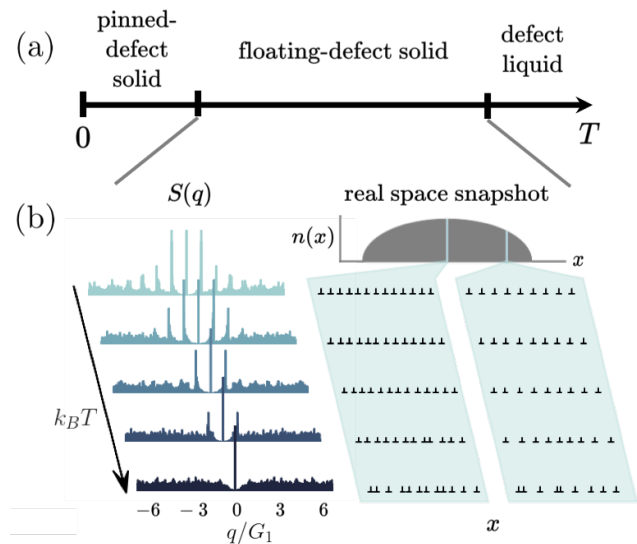 (a)
pinned-
defect
solid
floating-defect solid
defect
liquid
0
T
(b)
S(q)
real space snapshot
n(x)
x
k_BT
−6 −3 0 3 6
q/G_1
x